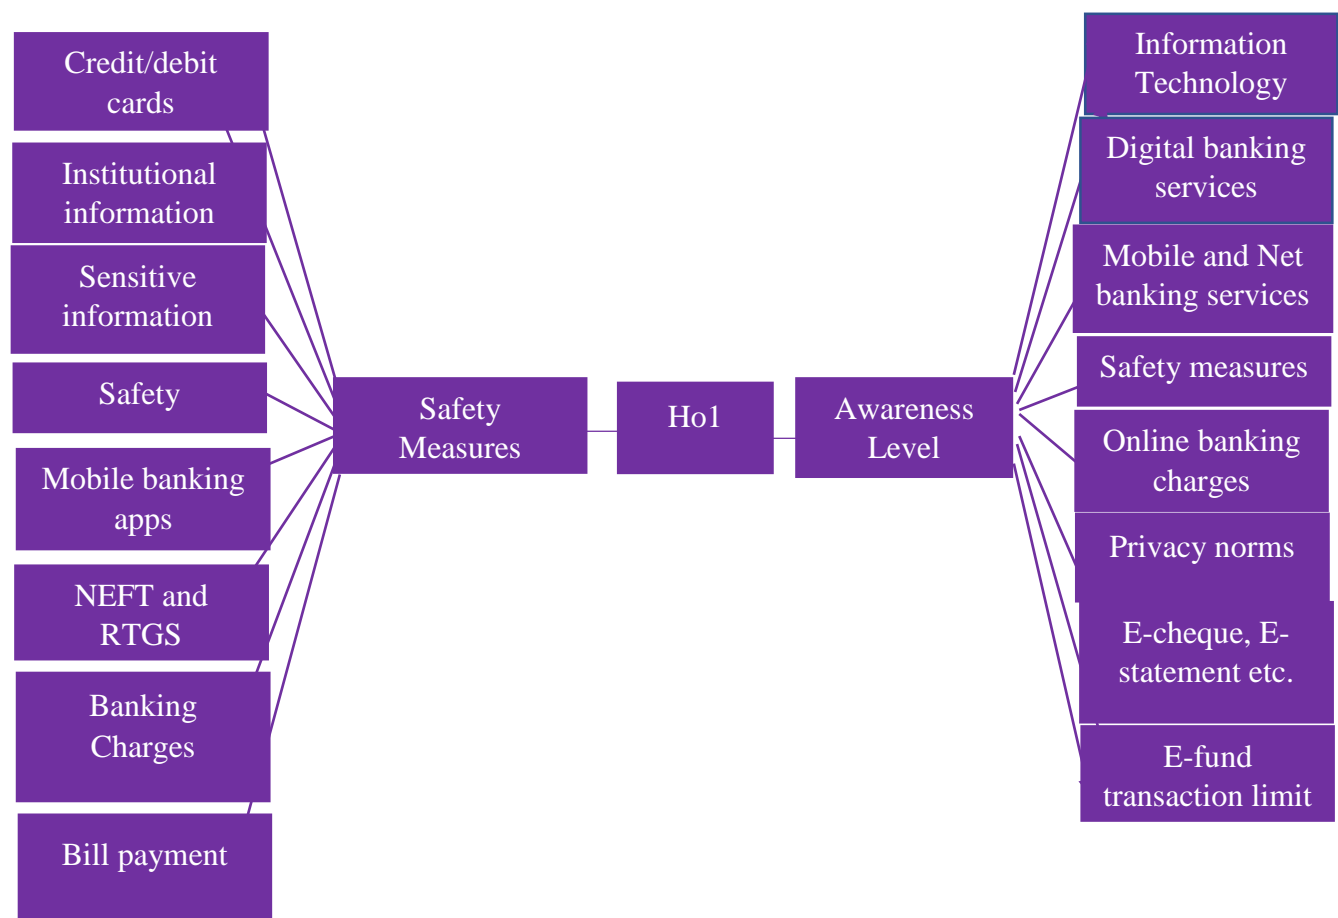 Credit/debit
cards
Institutional
information
Sensitive
information
Safety
Mobile banking
apps
NEFT and
RTGS
Banking
Charges
Bill payment
Safety
Measures
Ho1
Awareness
Level
Information
Technology
Digital banking
services
Mobile and Net
banking services
Safety measures
Online banking
charges
Privacy norms
E-cheque, E-
statement etc.
E-fund
transaction limit